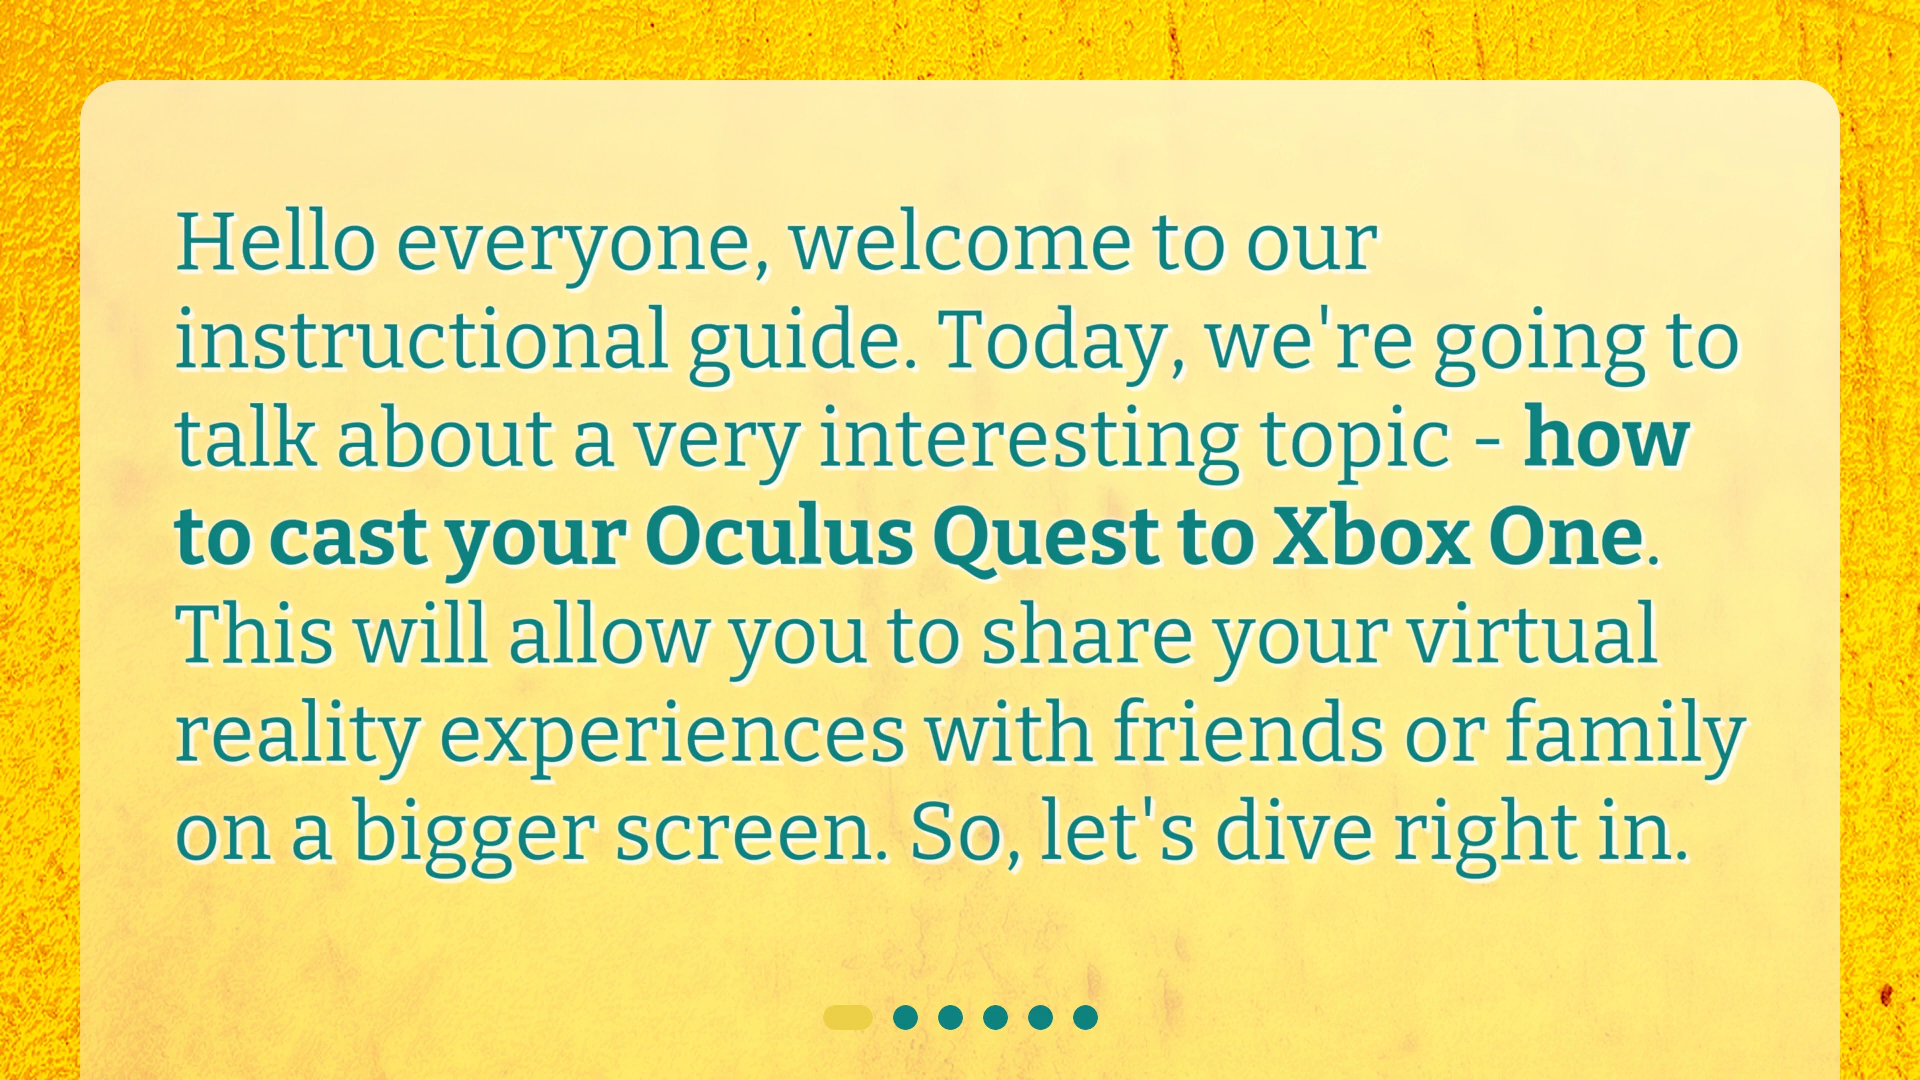 Hello everyone, welcome to our
instructional guide. Today, we're going to
talk about a very interesting topic - how
to cast your Oculus Quest to Xbox One.
This will allow you to share your virtual
reality experiences with friends or family
on a bigger screen. So, let's dive right in.